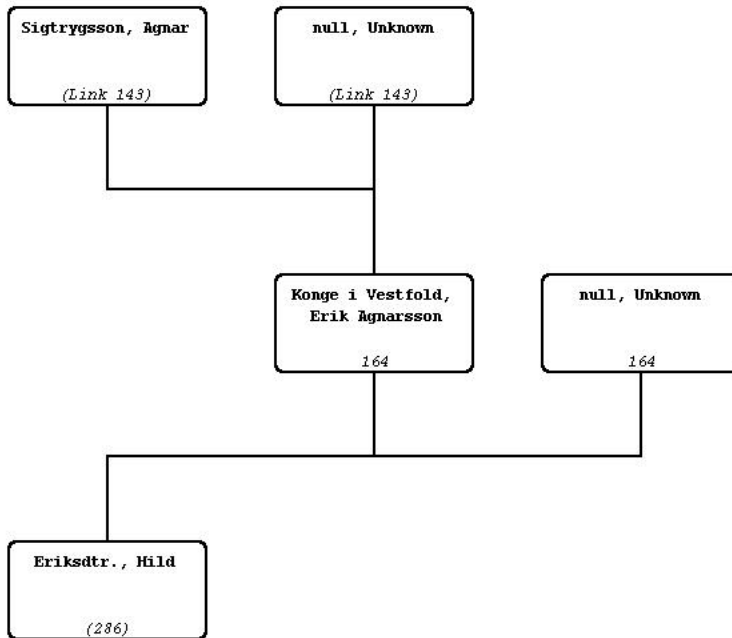 Sigtrygsson, Agnar
(Link 143)
null, Unknown
(Link 143)
Konge i Vestfold,
Erik Agnarsson
164
null, Unknown
164
Eriksdtr., Hild
(286)